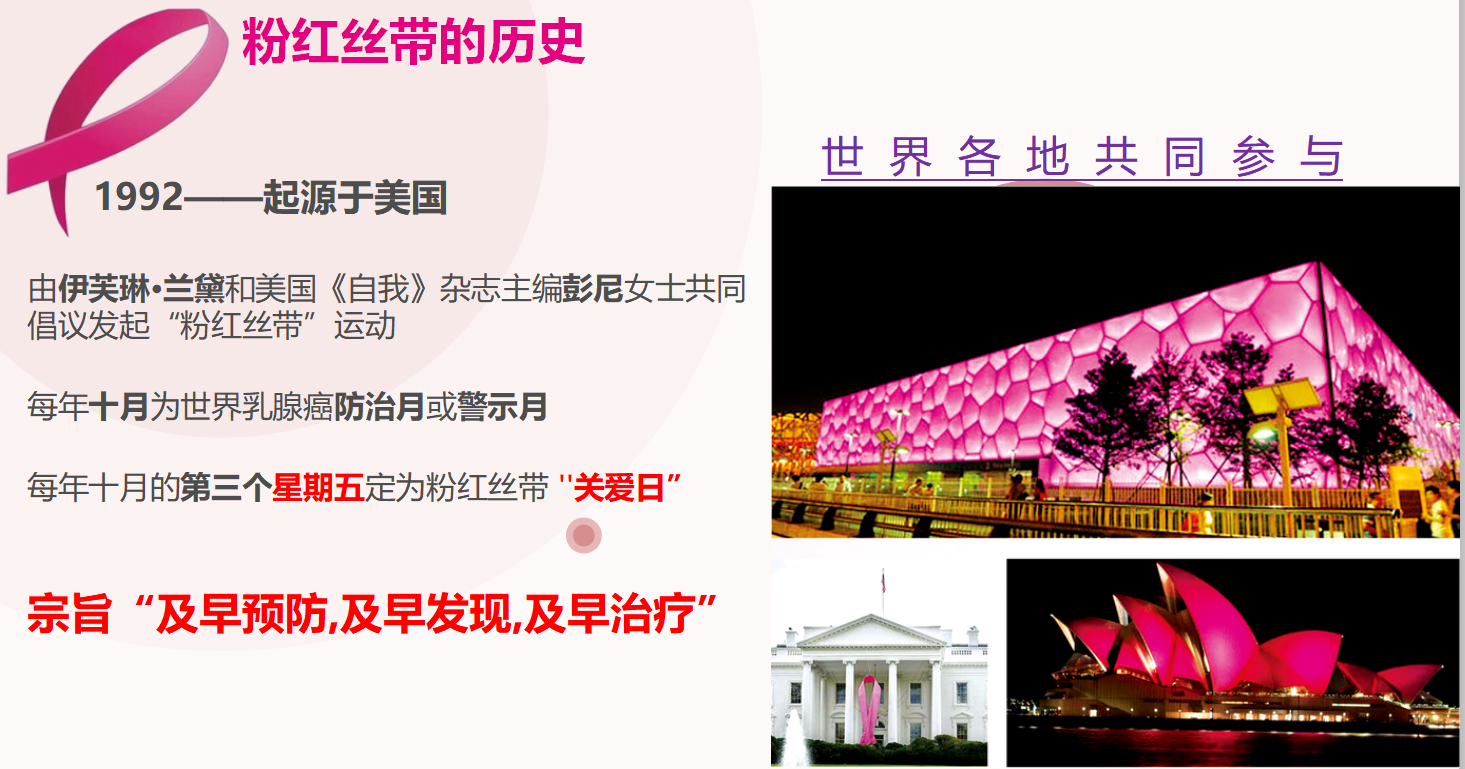 粉红丝带的历史
世界各地共同参与
1992——起源于美国
由伊芙琳•兰黛和美国《自我》杂志主编彭尼女士共同
倡议发起“粉红丝带”运动
每年十月为世界乳腺癌防治月或警示月
每年十月的第三个星期五定为粉红丝带 ''关爱日”
宗旨“及早预防,及早发现,及早治疗”